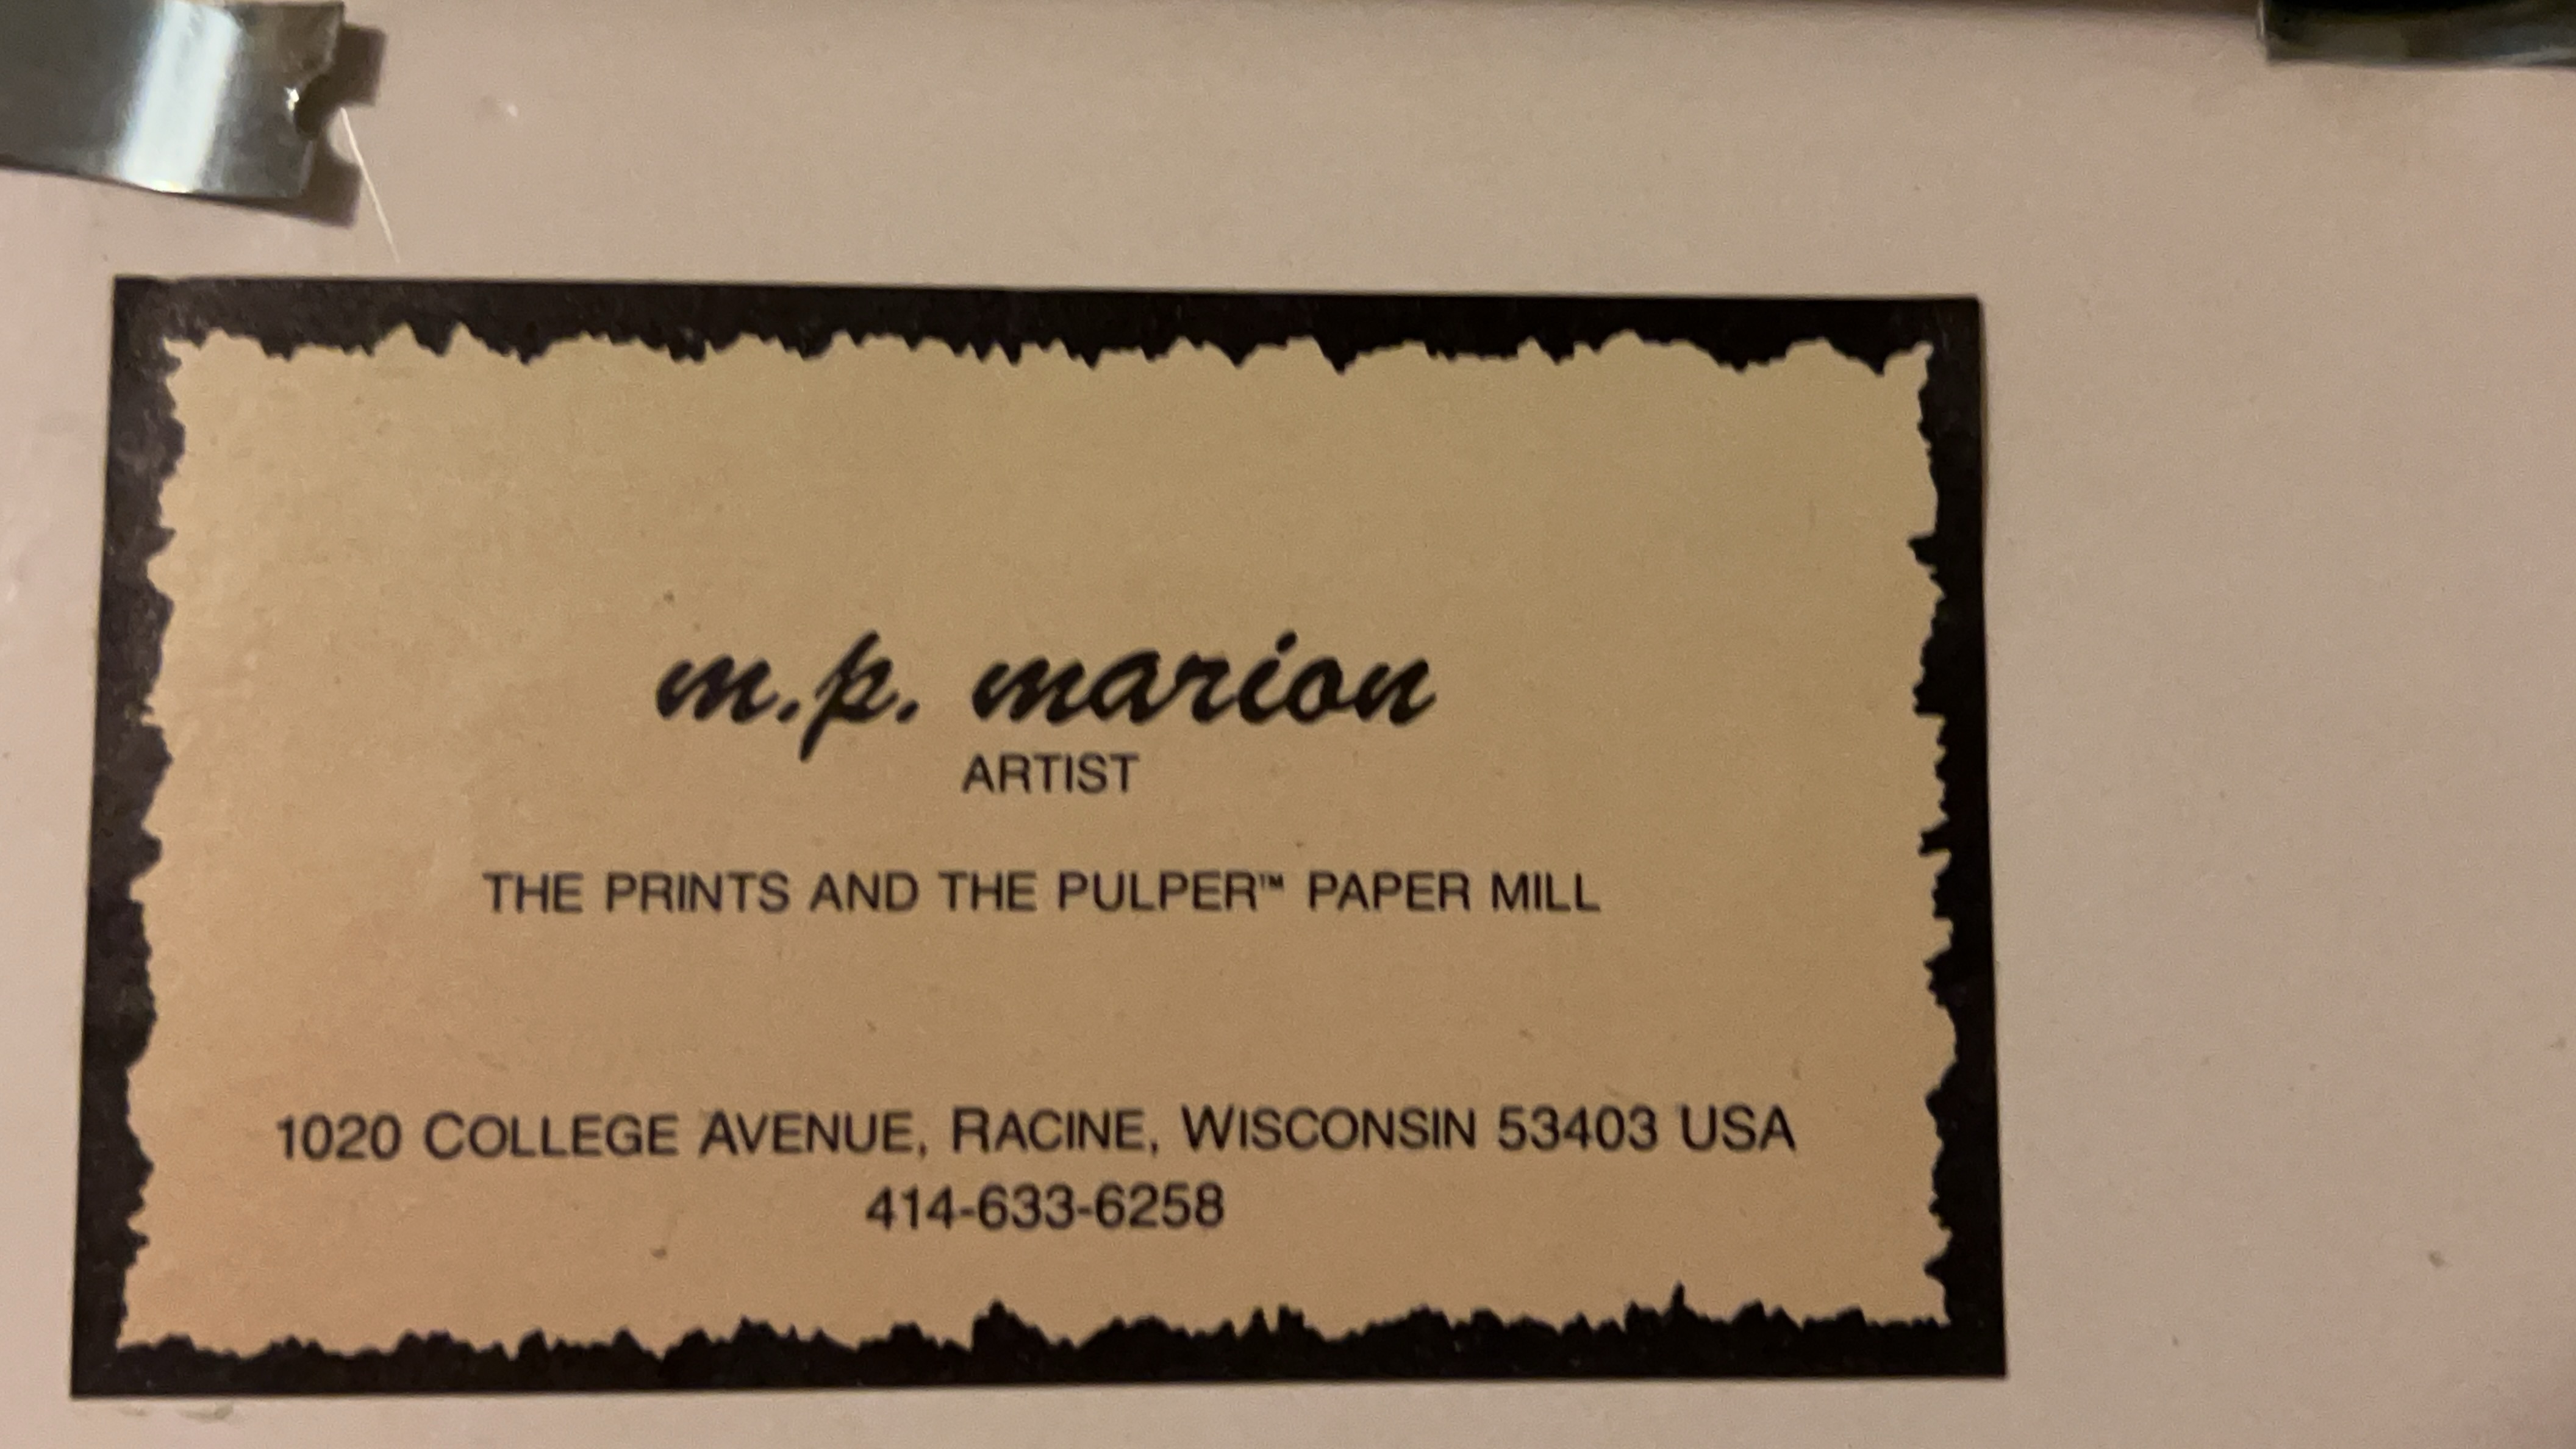 m.p. marion
ARTIST
THE PRINTS AND THE PULPER™ PAPER MILL
1020 COLLEGE AVENUE, RACINE, WISCONSIN 53403 USA
414-633-6258